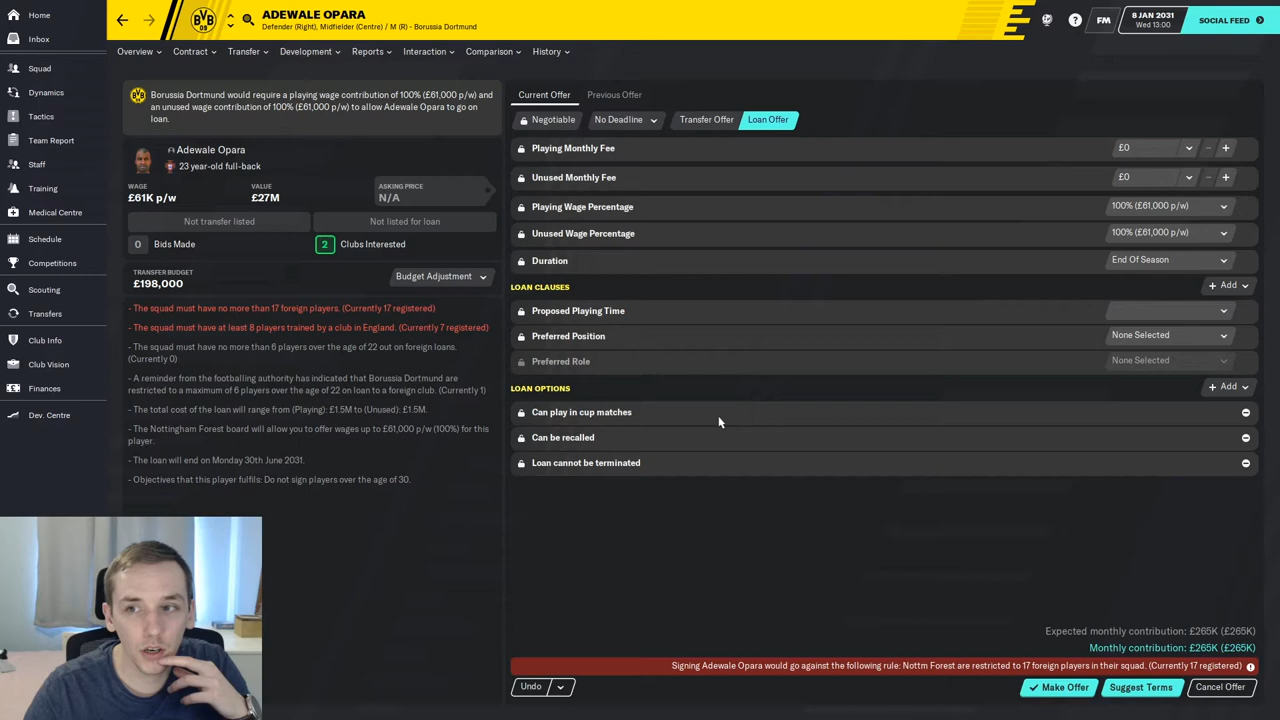 Home
Inbox
Squad
Dynamics
Tactics
Team Report
Staff
Training
Medical Centre
Schedule
Competitions
Scouting
Transfers
Club Info
Club Vision
Finances
Dev. Centre
BVB
09
ADEWALE OPARA
Defender (Right), Midfielder (Centre) / M (R) - Borussia Dortmund
?
FM
8 JAN 2031
Wed 13:00
SOCIAL FEED
Overview
Contract
Transfer
Development
Reports
Interaction
Comparison
History
Borussia Dortmund would require a playing wage contribution of 100% (£61,000 p/w) and
an unused wage contribution of 100% (£61,000 p/w) to allow Adewale Opara to go on
loan.
Adewale Opara
23 year-old full-back
WAGE
£61K p/w
VALUE
£27M
ASKING PRICE
N/A
Not transfer listed
Not listed for loan
0 Bids Made
2 Clubs Interested
TRANSFER BUDGET
£198,000
Budget Adjustment
- The squad must have no more than 17 foreign players. (Currently 17 registered)
- The squad must have at least 8 players trained by a club in England. (Currently 7 registered)
- The squad must have no more than 6 players over the age of 22 out on foreign loans.
(Currently 0)
- A reminder from the footballing authority has indicated that Borussia Dortmund are
restricted to a maximum of 6 players over the age of 22 on loan to a foreign club. (Currently 1)
- The total cost of the loan will range from (Playing): £1.5M to (Unused): £1.5M.
- The Nottingham Forest board will allow you to offer wages up to £61,000 p/w (100%) for this
player.
- The loan will end on Monday 30th June 2031.
- Objectives that this player fulfils: Do not sign players over the age of 30.
Current Offer
Previous Offer
Negotiable
No Deadline
Transfer Offer
Loan Offer
Playing Monthly Fee £0 - +
Unused Monthly Fee £0 - +
Playing Wage Percentage 100% (£61,000 p/w)
Unused Wage Percentage 100% (£61,000 p/w)
Duration End Of Season
LOAN CLAUSES + Add
Proposed Playing Time
Preferred Position None Selected
Preferred Role None Selected
LOAN OPTIONS + Add
Can play in cup matches
Can be recalled
Loan cannot be terminated
Expected monthly contribution: £265K (£265K)
Monthly contribution: £265K (£265K)
Signing Adewale Opara would go against the following rule: Nottm Forest are restricted to 17 foreign players in their squad. (Currently 17 registered)
Undo
Make Offer
Suggest Terms
Cancel Offer